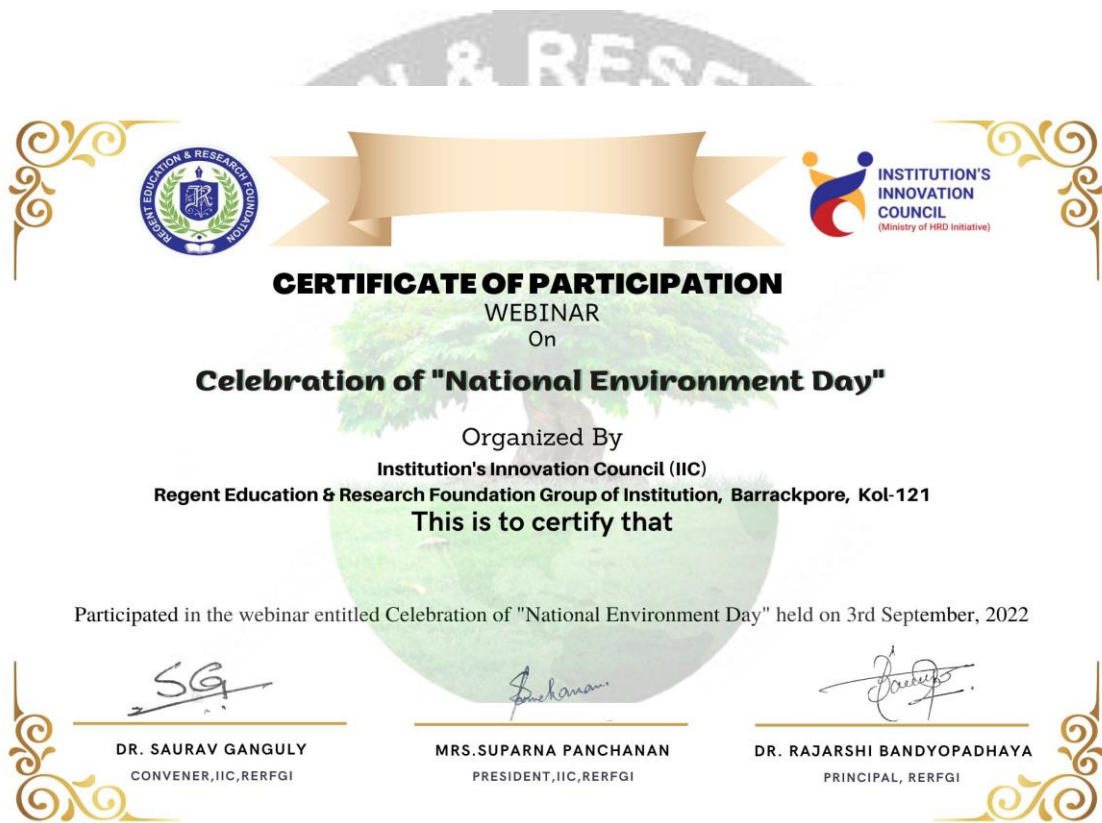 N & RESE
REGENT EDUCATION & RESEARCH FOUNDATION
R
INSTITUTION'S
INNOVATION
COUNCIL
(Ministry of HRD Initiative)
CERTIFICATE OF PARTICIPATION
WEBINAR
On
Celebration of "National Environment Day"
Organized By
Institution's Innovation Council (IIC)
Regent Education & Research Foundation Group of Institution, Barrackpore, Kol-121
This is to certify that
Participated in the webinar entitled Celebration of "National Environment Day" held on 3rd September, 2022
SG
DR. SAURAV GANGULY
CONVENER,IIC,RERFGI
MRS.SUPARNA PANCHANAN
PRESIDENT,IIC,RERFGI
DR. RAJARSHI BANDYOPADHAYA
PRINCIPAL, RERFGI